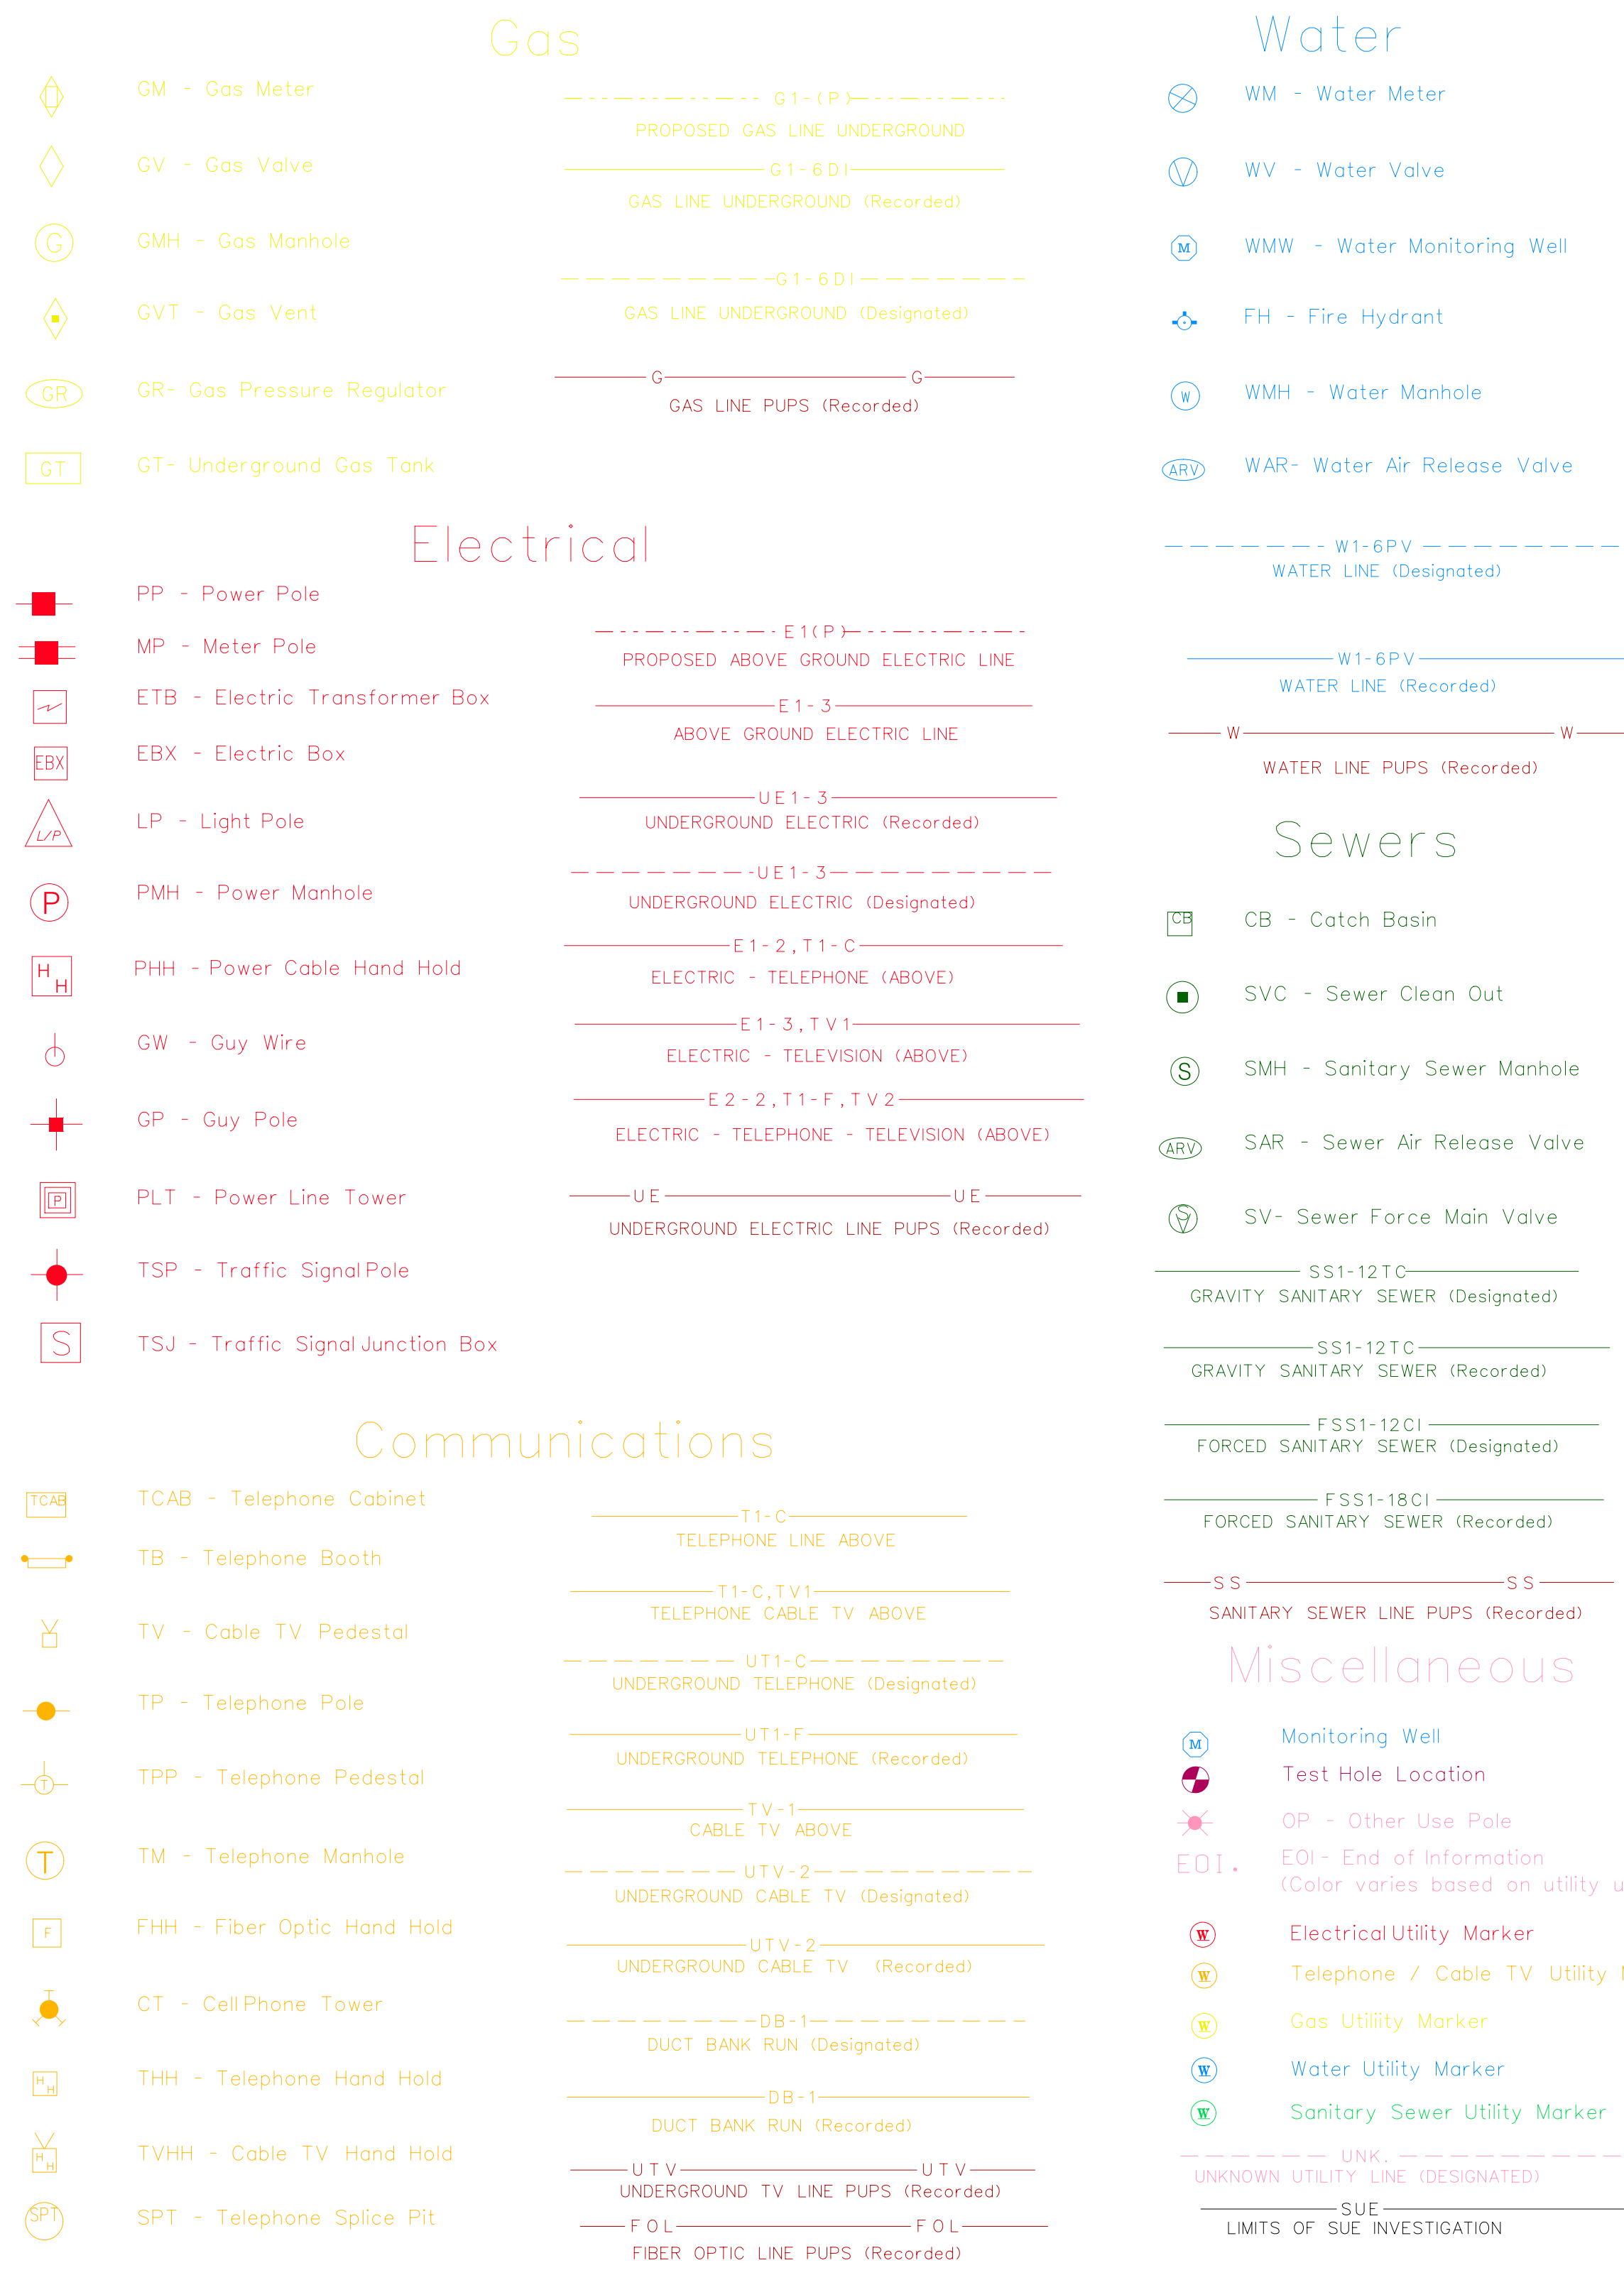 Gas
GM - Gas Meter
GV - Gas Valve
G
GMH - Gas Manhole
GVT - Gas Vent
GR
GR- Gas Pressure Regulator
GT
GT- Underground Gas Tank
G1-(P)
PROPOSED GAS LINE UNDERGROUND
G1-6DI
GAS LINE UNDERGROUND (Recorded)
G1-6DI
GAS LINE UNDERGROUND (Designated)
G G
GAS LINE PUPS (Recorded)
Electrical
PP - Power Pole
MP - Meter Pole
ETB - Electric Transformer Box
EBX
EBX - Electric Box
L/P
LP - Light Pole
P
PMH - Power Manhole
H H
PHH - Power Cable Hand Hold
GW - Guy Wire
GP - Guy Pole
P
PLT - Power Line Tower
TSP - Traffic Signal Pole
S
TSJ - Traffic Signal Junction Box
E1(P)
PROPOSED ABOVE GROUND ELECTRIC LINE
E1-3
ABOVE GROUND ELECTRIC LINE
UE1-3
UNDERGROUND ELECTRIC (Recorded)
UE1-3
UNDERGROUND ELECTRIC (Designated)
E1-2,T1-C
ELECTRIC - TELEPHONE (ABOVE)
E1-3,TV1
ELECTRIC - TELEVISION (ABOVE)
E2-2,T1-F,TV2
ELECTRIC - TELEPHONE - TELEVISION (ABOVE)
UE UE
UNDERGROUND ELECTRIC LINE PUPS (Recorded)
Communications
TCAB
TCAB - Telephone Cabinet
TB - Telephone Booth
TV - Cable TV Pedestal
TP - Telephone Pole
T
TPP - Telephone Pedestal
T
TM - Telephone Manhole
F
FHH - Fiber Optic Hand Hold
CT - Cell Phone Tower
H H
THH - Telephone Hand Hold
H H
TVHH - Cable TV Hand Hold
SPT
SPT - Telephone Splice Pit
T1-C
TELEPHONE LINE ABOVE
T1-C,TV1
TELEPHONE CABLE TV ABOVE
UT1-C
UNDERGROUND TELEPHONE (Designated)
UT1-F
UNDERGROUND TELEPHONE (Recorded)
TV-1
CABLE TV ABOVE
UTV-2
UNDERGROUND CABLE TV (Designated)
UTV-2
UNDERGROUND CABLE TV (Recorded)
DB-1
DUCT BANK RUN (Designated)
DB-1
DUCT BANK RUN (Recorded)
UTV UTV
UNDERGROUND TV LINE PUPS (Recorded)
FOL FOL
FIBER OPTIC LINE PUPS (Recorded)
Water
WM - Water Meter
WV - Water Valve
M
WMW - Water Monitoring Well
FH - Fire Hydrant
W
WMH - Water Manhole
ARV
WAR- Water Air Release Valve
W1-6PV
WATER LINE (Designated)
W1-6PV
WATER LINE (Recorded)
W W
WATER LINE PUPS (Recorded)
Sewers
CB
CB - Catch Basin
SVC - Sewer Clean Out
S
SMH - Sanitary Sewer Manhole
ARV
SAR - Sewer Air Release Valve
S
SV- Sewer Force Main Valve
SS1-12TC
GRAVITY SANITARY SEWER (Designated)
SS1-12TC
GRAVITY SANITARY SEWER (Recorded)
FSS1-12CI
FORCED SANITARY SEWER (Designated)
FSS1-18CI
FORCED SANITARY SEWER (Recorded)
SS SS
SANITARY SEWER LINE PUPS (Recorded)
Miscellaneous
M
Monitoring Well
Test Hole Location
OP - Other Use Pole
EOI.
EOI- End of Information
(Color varies based on utility u
W
Electrical Utility Marker
W
Telephone / Cable TV Utility
W
Gas Utiliity Marker
W
Water Utility Marker
W
Sanitary Sewer Utility Marker
UNK.
UNKNOWN UTILITY LINE (DESIGNATED)
SUE
LIMITS OF SUE INVESTIGATION